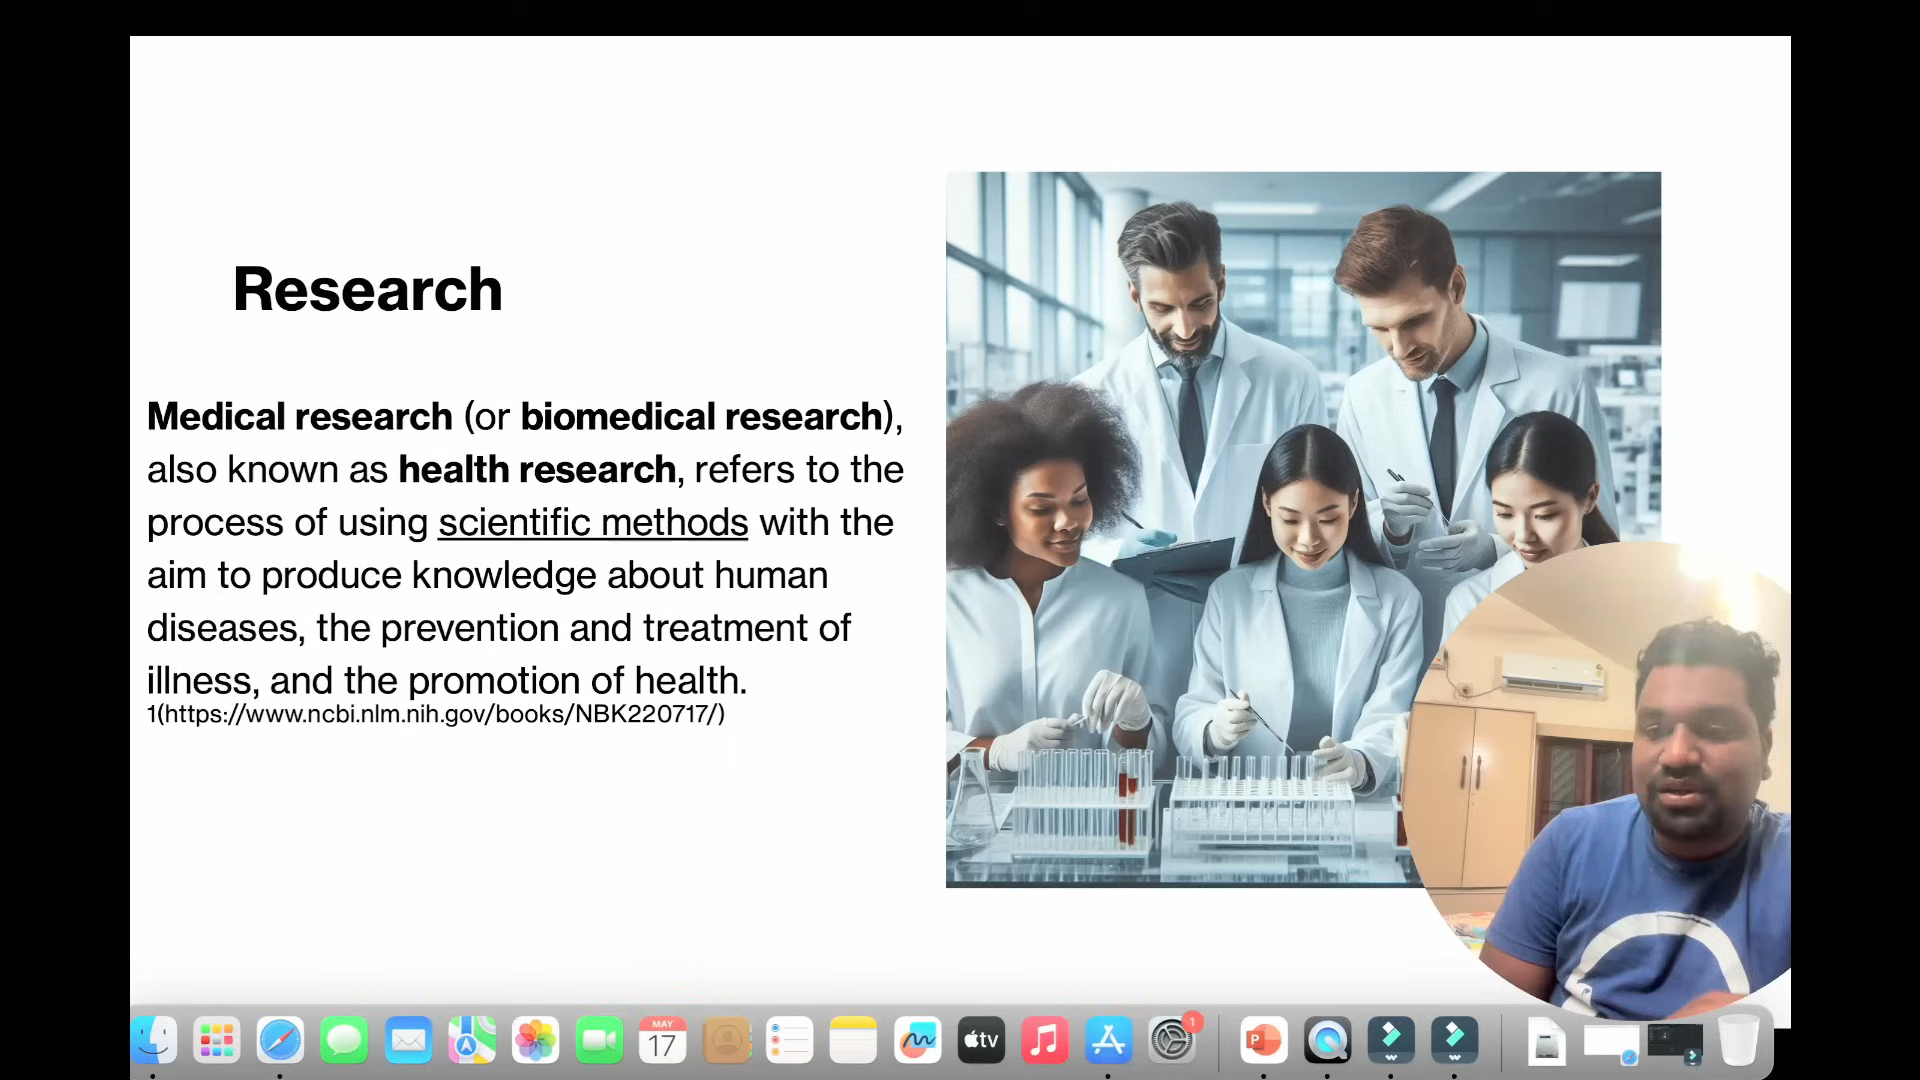 Research
Medical research (or biomedical research),
also known as health research, refers to the
process of using scientific methods with the
aim to produce knowledge about human
diseases, the prevention and treatment of
illness, and the promotion of health.
1(https://www.ncbi.nlm.nih.gov/books/NBK220717/)
MAY
17
tv
1
P